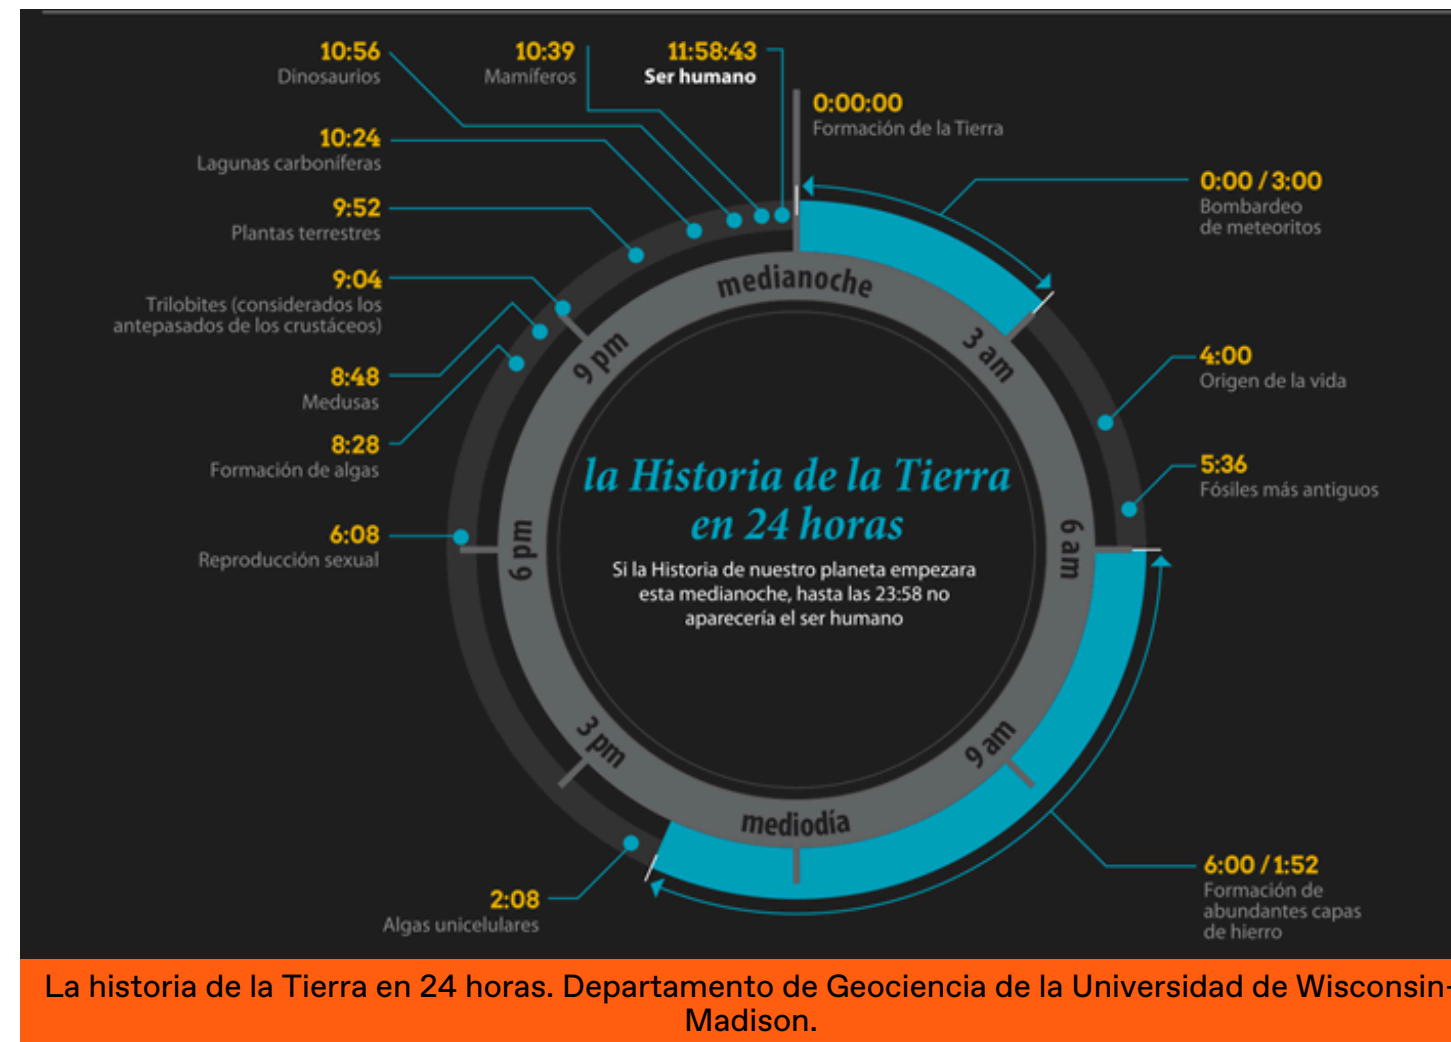 10:56
Dinosaurios
10:39
Mamíferos
11:58:43
Ser humano
0:00:00
Formación de la Tierra
10:24
Lagunas carboníferas
0:00 / 3:00
Bombardeo
de meteoritos
9:52
Plantas terrestres
9:04
Trilobites (considerados los
antepasados de los crustáceos)
8:48
Medusas
8:28
Formación de algas
6:08
Reproducción sexual
4:00
Origen de la vida
5:36
Fósiles más antiguos
medianoche
3 am
6 am
9 am
mediodía
3 pm
6 pm
9 pm
la Historia de la Tierra
en 24 horas
Si la Historia de nuestro planeta empezara
esta medianoche, hasta las 23:58 no
aparecería el ser humano
2:08
Algas unicelulares
6:00 / 1:52
Formación de
abundantes capas
de hierro
La historia de la Tierra en 24 horas. Departamento de Geociencia de la Universidad de Wisconsin-
Madison.